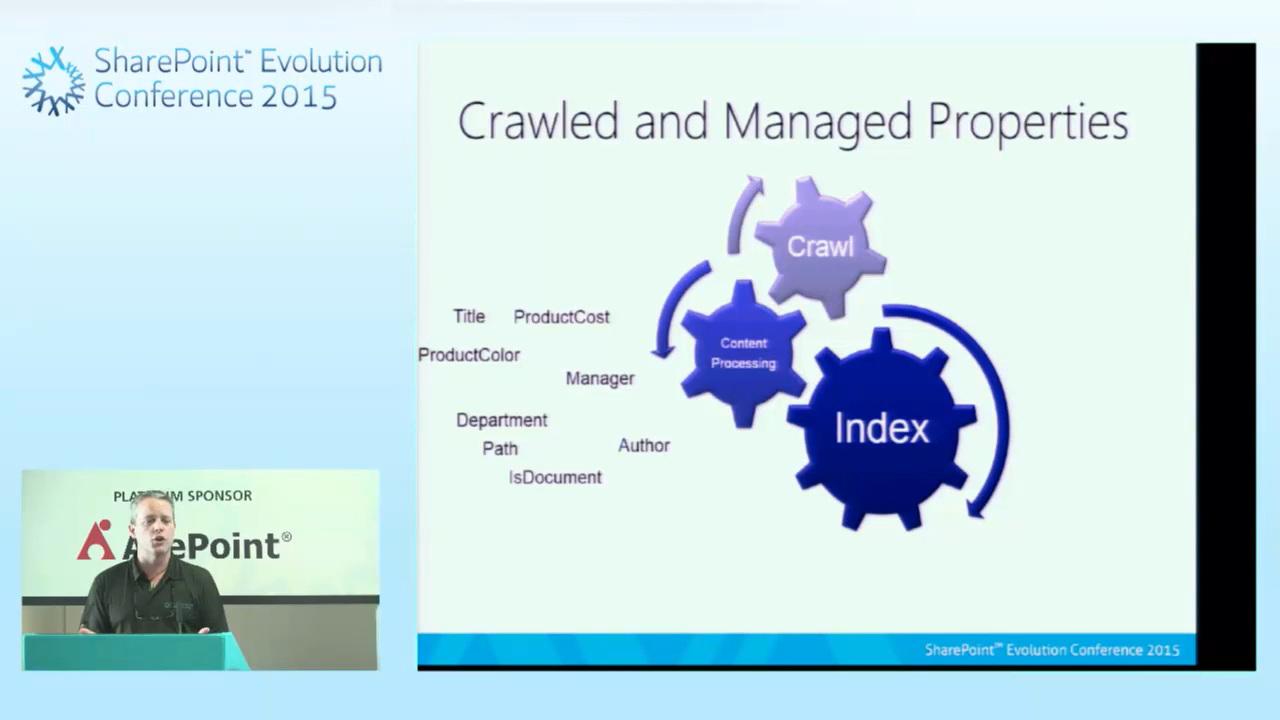 SharePoint™ Evolution
Conference 2015
Crawled and Managed Properties
Crawl
Title ProductCost
Content
Processing
ProductColor
Manager
Index
Department
Path Author
IsDocument
PLATINUM SPONSOR
AvePoint®
SharePoint™ Evolution Conference 2015